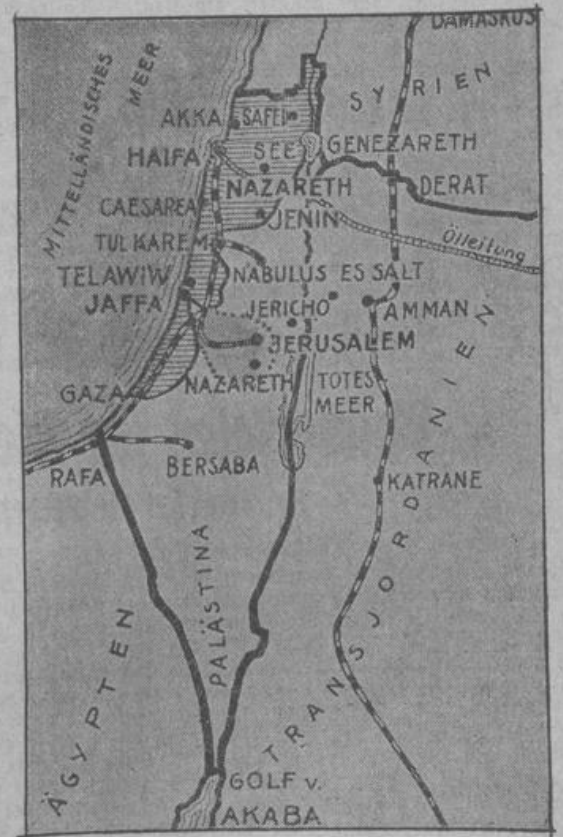 DAMASKUS
SYRIEN
MITTELLÄNDISCHES
MEER
AKKA
SAFEI
HAIFA
SEE GENEZARETH
NAZARETH
DERAT
CAESAREA
JENIN
TULKAREM
Ölleitung
TELAWIW
NABULUS
ES SALT
JAFFA
JERICHO
AMMAN
JERUSALEM
GAZA
NAZARETH
TOTES
MEER
RAFA
BERSABA
KATRANE
PALÄSTINA
ÄGYPTEN
TRANSJORDANIEN
GOLF v.
AKABA